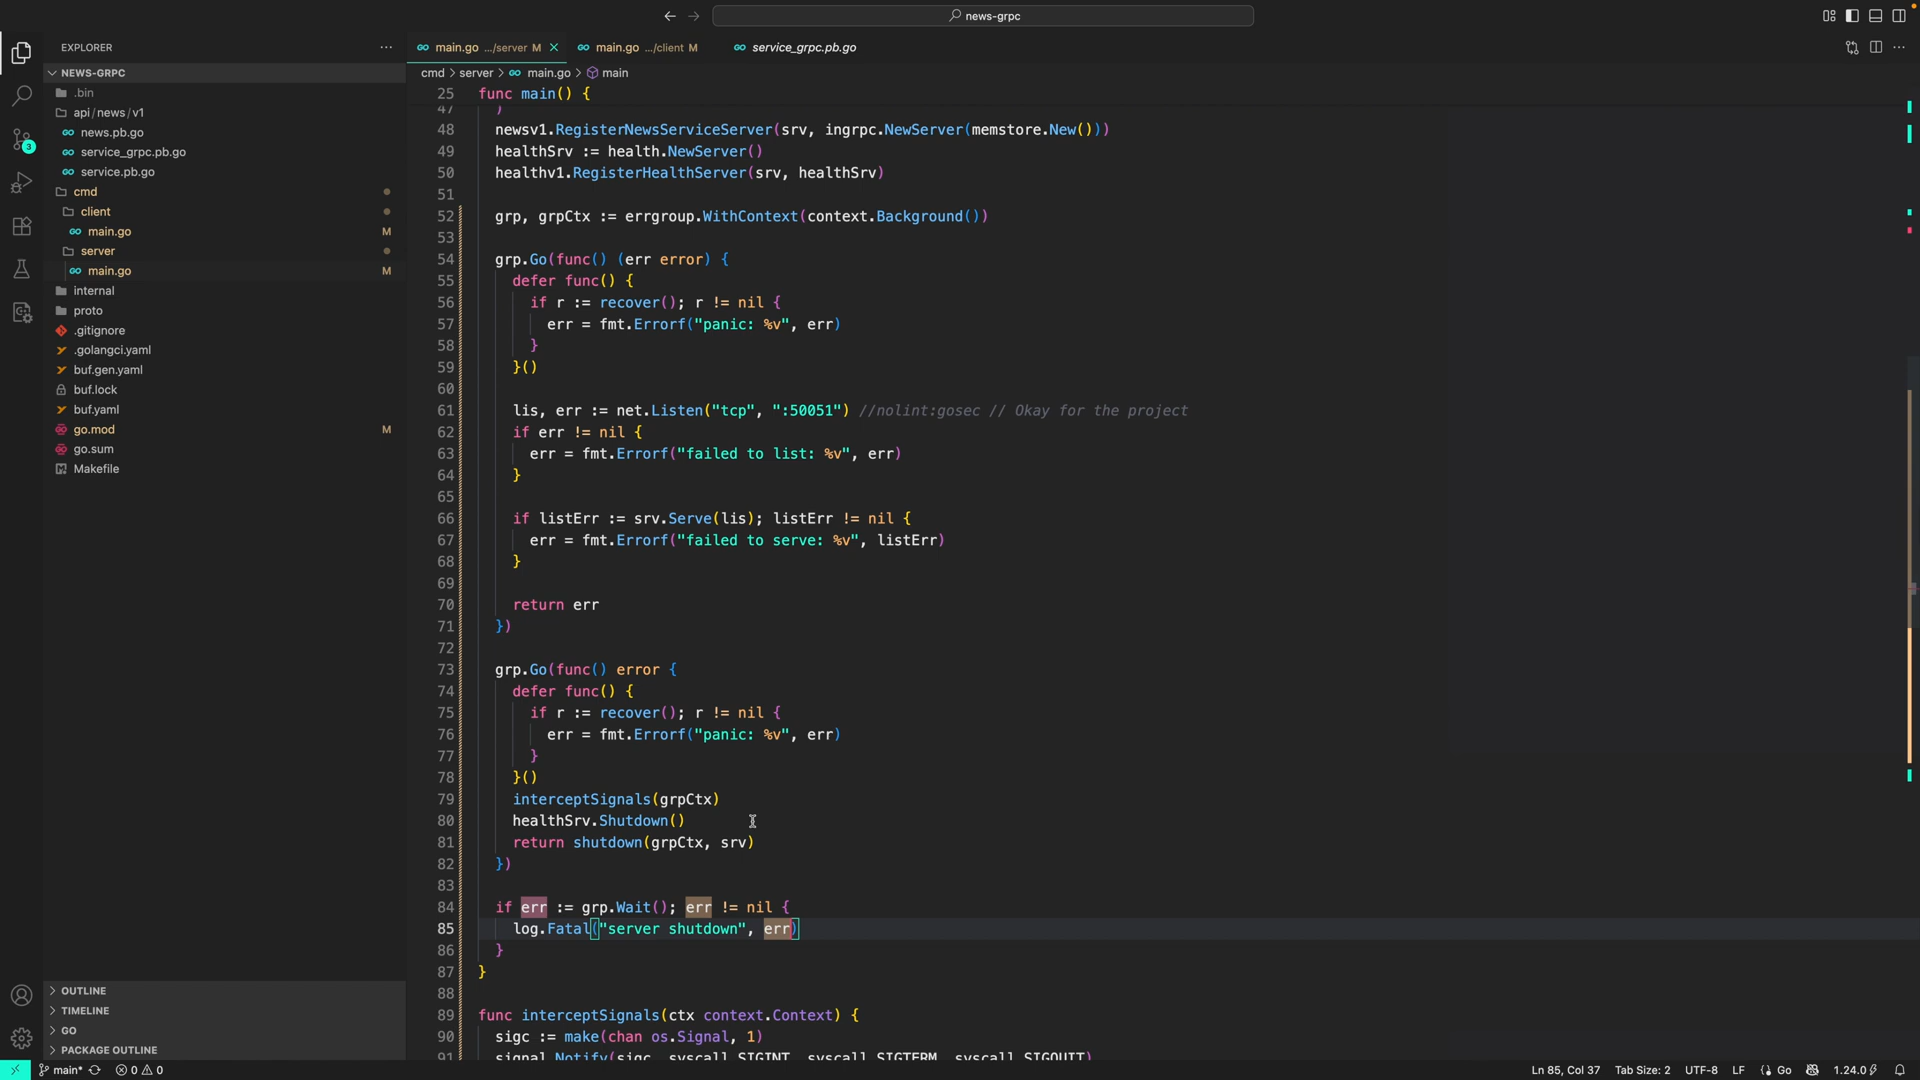 news-grpc
EXPLORER
main.go .../server M
main.go .../client M
service_grpc.pb.go
NEWS-GRPC
.bin
api/news/v1
news.pb.go
service_grpc.pb.go
service.pb.go
cmd
client
main.go M
server
main.go M
internal
proto
.gitignore
.golangci.yaml
buf.gen.yaml
buf.lock
buf.yaml
go.mod M
go.sum
Makefile
OUTLINE
TIMELINE
GO
PACKAGE OUTLINE
3
cmd > server > main.go > main
25 func main() {
47 )
48 newsv1.RegisterNewsServiceServer(srv, ingrpc.NewServer(memstore.New()))
49 healthSrv := health.NewServer()
50 healthv1.RegisterHealthServer(srv, healthSrv)
51
52 grp, grpCtx := errgroup.WithContext(context.Background())
53
54 grp.Go(func() (err error) {
55 defer func() {
56 if r := recover(); r != nil {
57 err = fmt.Errorf("panic: %v", err)
58 }
59 }()
60
61 lis, err := net.Listen("tcp", ":50051") //nolint:gosec // Okay for the project
62 if err != nil {
63 err = fmt.Errorf("failed to list: %v", err)
64 }
65
66 if listErr := srv.Serve(lis); listErr != nil {
67 err = fmt.Errorf("failed to serve: %v", listErr)
68 }
69
70 return err
71 })
72
73 grp.Go(func() error {
74 defer func() {
75 if r := recover(); r != nil {
76 err = fmt.Errorf("panic: %v", err)
77 }
78 }()
79 interceptSignals(grpCtx)
80 healthSrv.Shutdown()
81 return shutdown(grpCtx, srv)
82 })
83
84 if err := grp.Wait(); err != nil {
85 log.Fatal("server shutdown", err)
86 }
87 }
88
89 func interceptSignals(ctx context.Context) {
90 sigc := make(chan os.Signal, 1)
91 signal.Notify(sigc, syscall.SIGINT, syscall.SIGTERM, syscall.SIGQUIT)
main* 0 0
Ln 85, Col 37 Tab Size: 2 UTF-8 LF Go 1.24.0